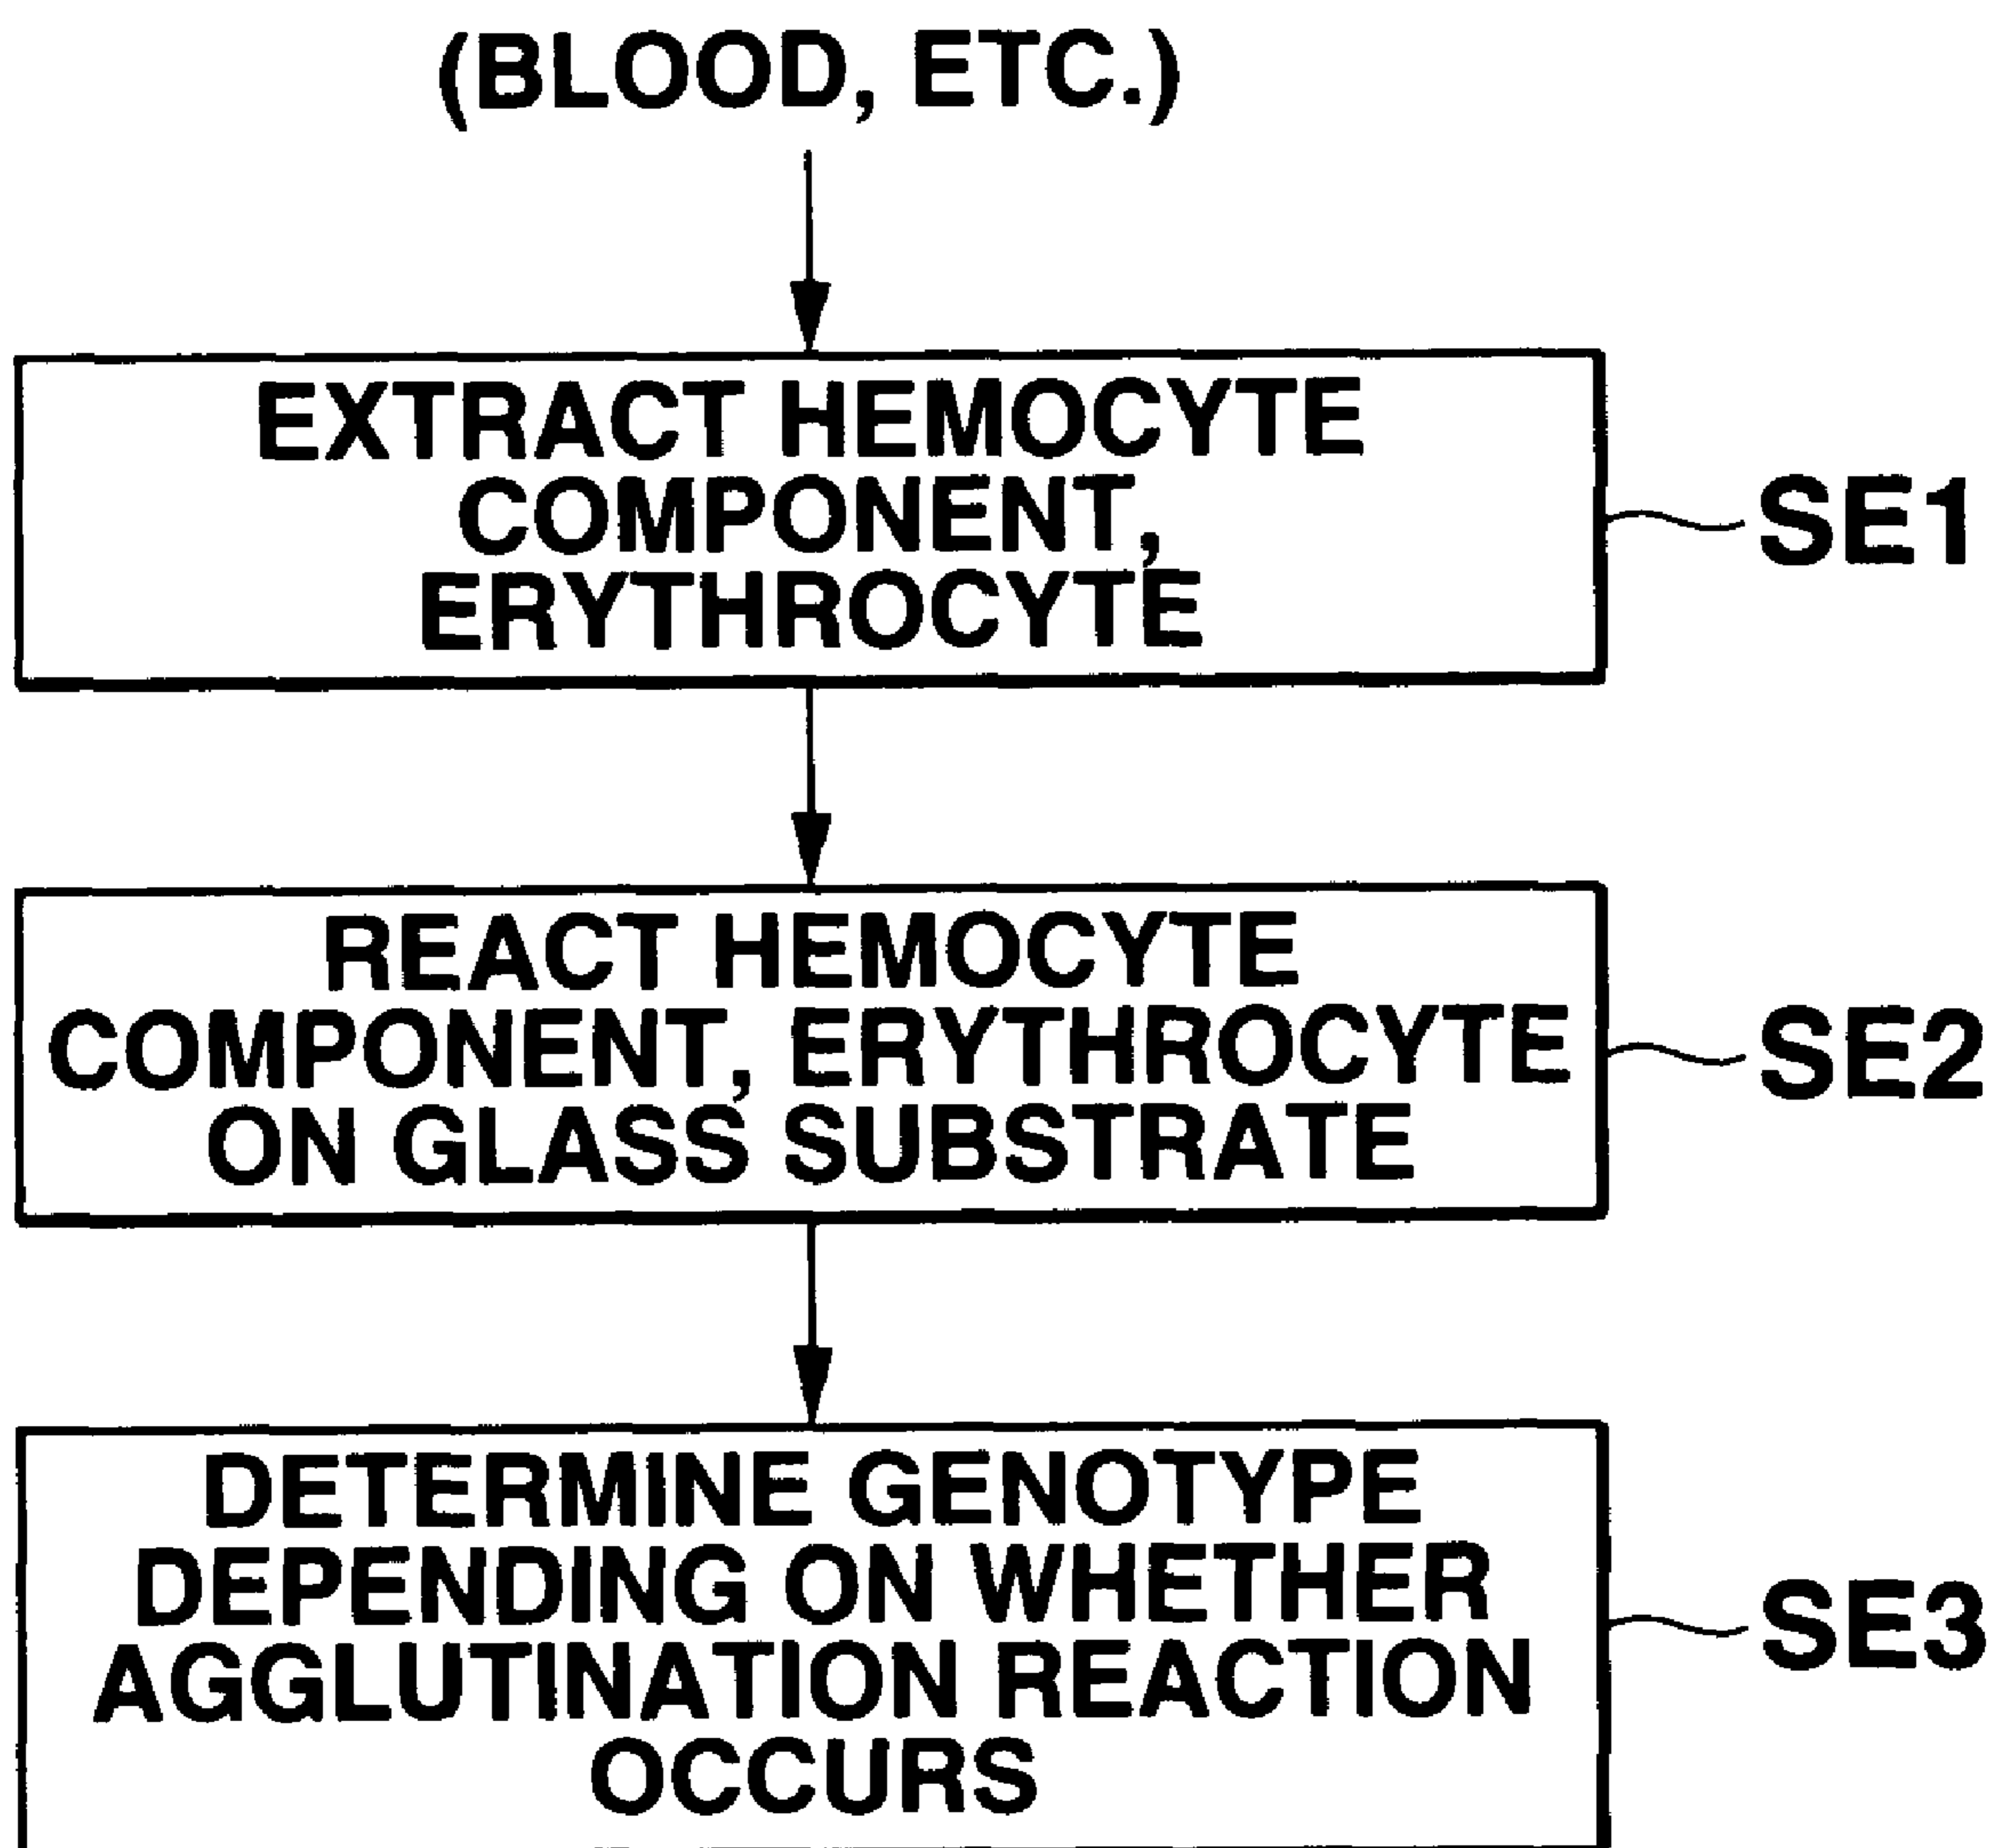 (BLOOD, ETC.)
EXTRACT HEMOCYTE
COMPONENT,
ERYTHROCYTE
SE1
REACT HEMOCYTE
COMPONENT, ERYTHROCYTE
ON GLASS SUBSTRATE
SE2
DETERMINE GENOTYPE
DEPENDING ON WHETHER
AGGLUTINATION REACTION
OCCURS
SE3